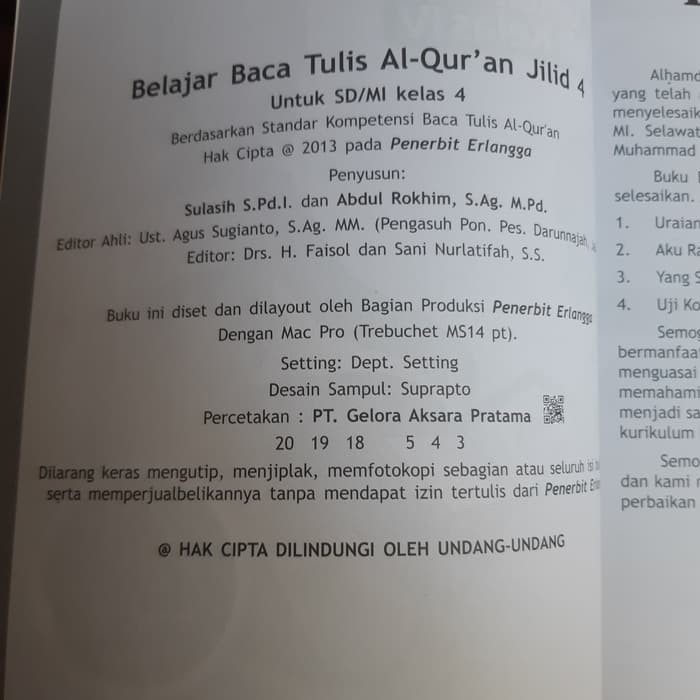 Belajar Baca Tulis Al-Qur'an Jilid 4
Untuk SD/MI kelas 4
Berdasarkan Standar Kompetensi Baca Tulis Al-Qur'an
Hak Cipta @ 2013 pada Penerbit Erlangga
Penyusun:
Sulasih S.Pd.I. dan Abdul Rokhim, S.Ag. M.Pd.
Editor Ahli: Ust. Agus Sugianto, S.Ag. MM. (Pengasuh Pon. Pes. Darunnajah,
Editor: Drs. H. Faisol dan Sani Nurlatifah, S.S.
Buku ini diset dan dilayout oleh Bagian Produksi Penerbit Erlangga
Dengan Mac Pro (Trebuchet MS14 pt).
Setting: Dept. Setting
Desain Sampul: Suprapto
Percetakan : PT. Gelora Aksara Pratama
20 19 18 5 4 3
Dilarang keras mengutip, menjiplak, memfotokopi sebagian atau seluruh isi
serta memperjualbelikannya tanpa mendapat izin tertulis dari Penerbit
@ HAK CIPTA DILINDUNGI OLEH UNDANG-UNDANG
Alhamd
yang telah
menyelesaik
MI. Selawat
Muhammad
Buku
selesaikan.
1. Uraian
2. Aku Ra
3. Yang S
4. Uji Ko
Semog
bermanfaa
menguasai
memahami
menjadi sa
kurikulum
Semo
dan kami
perbaikan